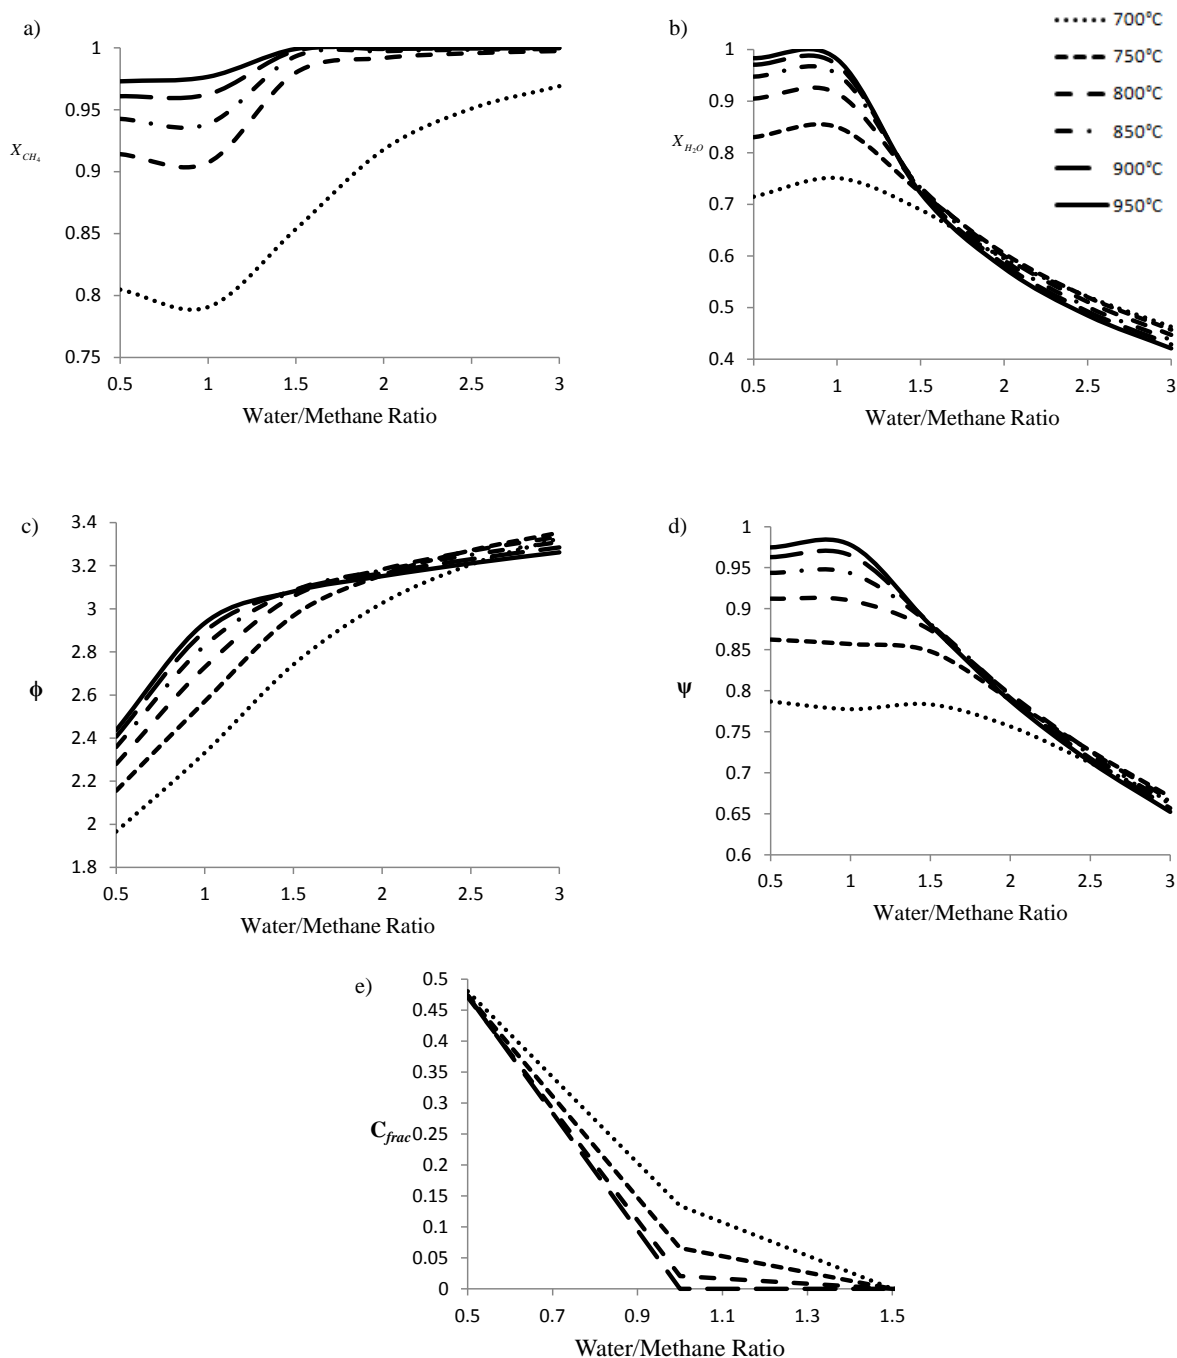 a)
1
0.95
X_{CH_4}
0.9
0.85
0.8
0.75
0.5 1 1.5 2 2.5 3
Water/Methane Ratio
b)
1
0.9
0.8
X_{H_2O}
0.7
0.6
0.5
0.4
0.5 1 1.5 2 2.5 3
Water/Methane Ratio
700°C
750°C
800°C
850°C
900°C
950°C
c)
3.4
3.2
3
2.8
ϕ
2.6
2.4
2.2
2
1.8
0.5 1 1.5 2 2.5 3
Water/Methane Ratio
d)
1
0.95
0.9
0.85
ψ
0.8
0.75
0.7
0.65
0.6
0.5 1 1.5 2 2.5 3
Water/Methane Ratio
e)
0.5
0.45
0.4
0.35
0.3
C_{frac}
0.25
0.2
0.15
0.1
0.05
0
0.5 0.7 0.9 1.1 1.3 1.5
Water/Methane Ratio